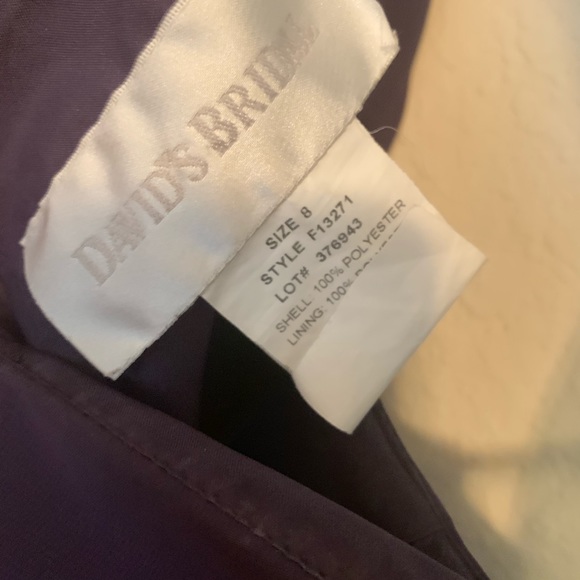 DAVID'S BRIDAL
SIZE 8
STYLE F13271
LOT# 376943
SHELL 100% POLYESTER
LINING: 100%